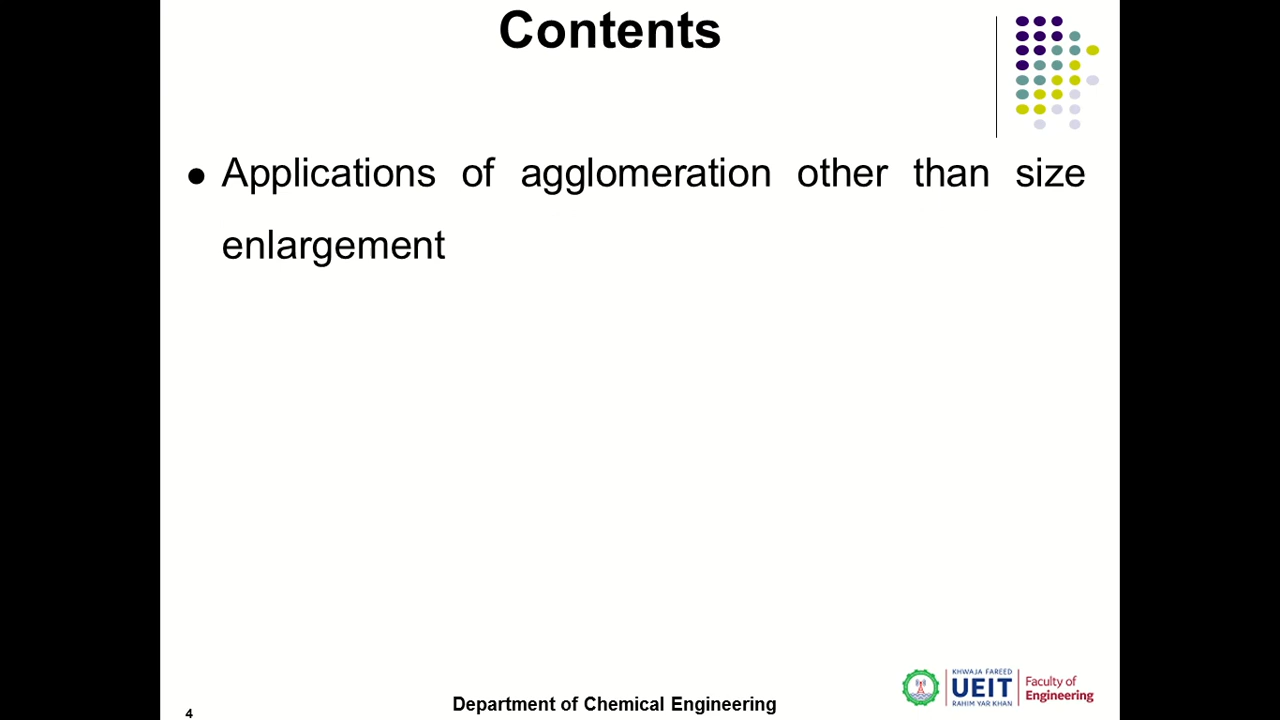 Contents
● Applications of agglomeration other than size
enlargement
KHWAJA FAREED
UEIT
RAHIM YAR KHAN
Faculty of
Engineering
Department of Chemical Engineering
4